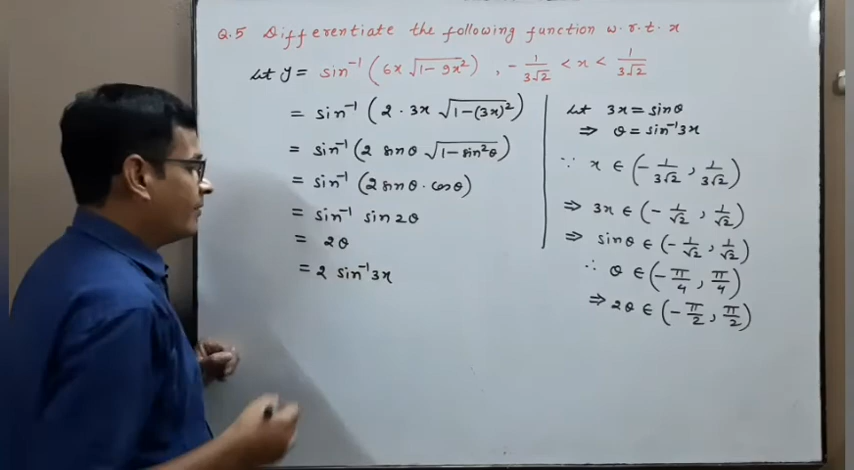 Q.5 Differentiate the following function w.r.t. x
Let y = sin⁻¹ (6x √(1-9x²)) , -1/(3√2) < x < 1/(3√2)
= sin⁻¹ (2 · 3x √(1-(3x)²))
= sin⁻¹ (2 sinθ √(1-sin²θ))
= sin⁻¹ (2 sinθ · cosθ)
= sin⁻¹ sin2θ
= 2θ
= 2 sin⁻¹ 3x
Let 3x = sinθ
⇒ θ = sin⁻¹3x
∵ x ∈ (-1/(3√2), 1/(3√2))
⇒ 3x ∈ (-1/√2, 1/√2)
⇒ sinθ ∈ (-1/√2, 1/√2)
∴ θ ∈ (-π/4, π/4)
⇒ 2θ ∈ (-π/2, π/2)